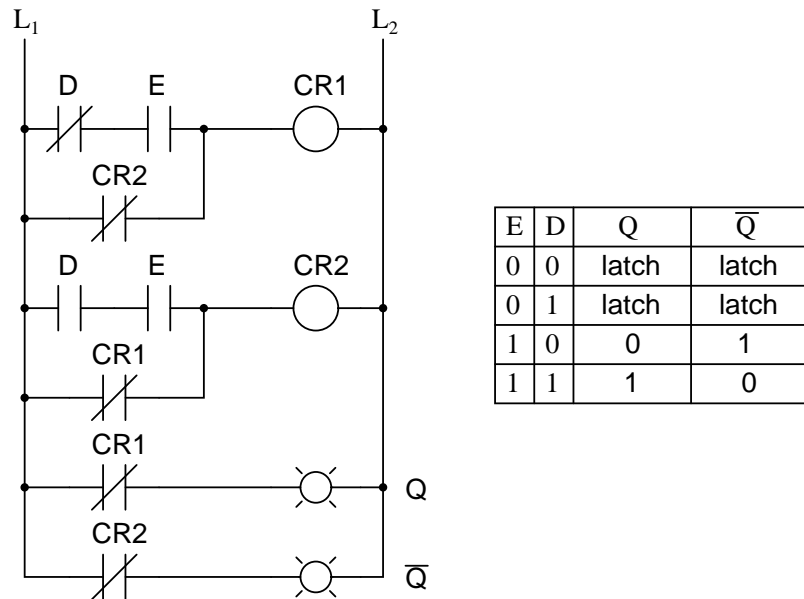 L₁ L₂
D E CR1
CR2
D E CR2
CR1
CR1
Q
CR2
Q̅
E D Q Q̅
0 0 latch latch
0 1 latch latch
1 0 0 1
1 1 1 0